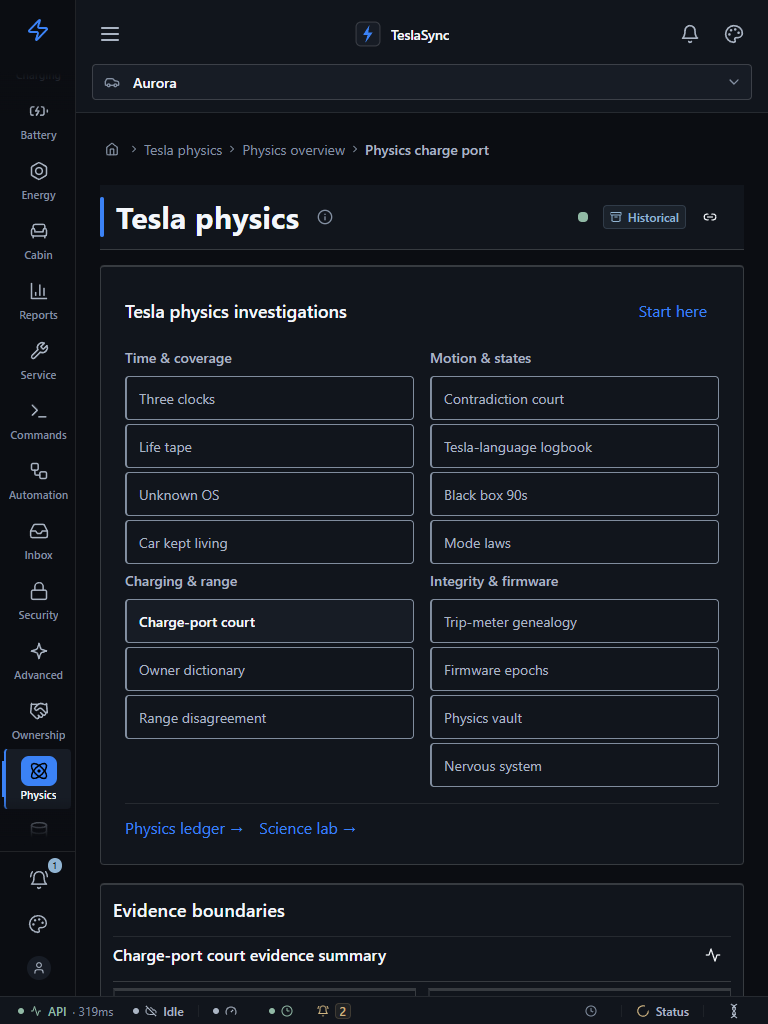 TeslaSync
Aurora
Battery
Energy
Cabin
Reports
Service
Commands
Automation
Inbox
Security
Advanced
Ownership
Physics
1
Tesla physics > Physics overview > Physics charge port
Tesla physics
Historical
Tesla physics investigations
Start here
Time & coverage
Three clocks
Life tape
Unknown OS
Car kept living
Motion & states
Contradiction court
Tesla-language logbook
Black box 90s
Mode laws
Charging & range
Charge-port court
Owner dictionary
Range disagreement
Integrity & firmware
Trip-meter genealogy
Firmware epochs
Physics vault
Nervous system
Physics ledger →
Science lab →
Evidence boundaries
Charge-port court evidence summary
API · 319ms
Idle
2
Status